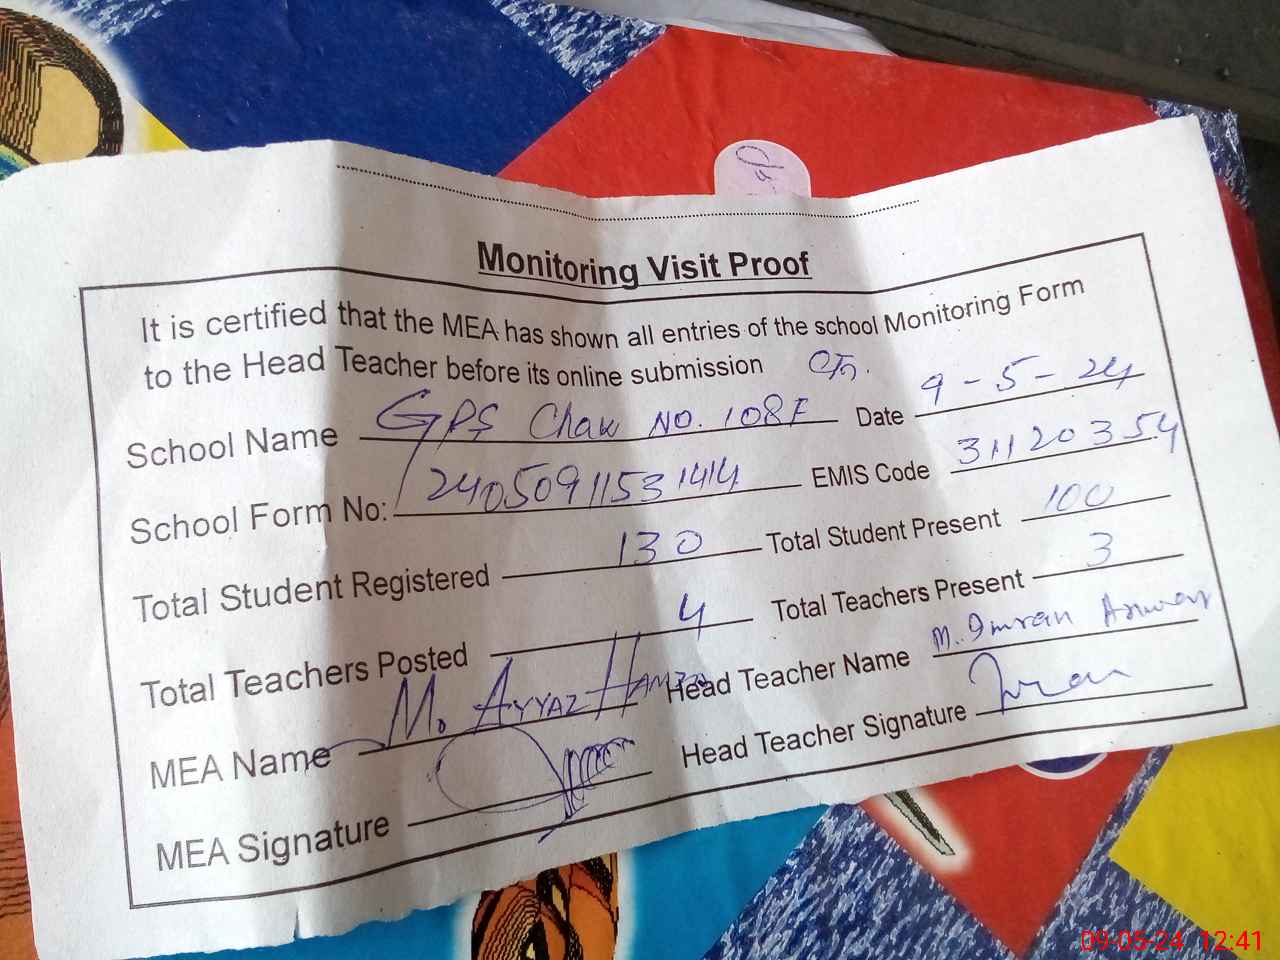 Monitoring Visit Proof
It is certified that the MEA has shown all entries of the school Monitoring Form
to the Head Teacher before its online submission
School Name GPS Chak NO. 108F Date 9-5-24
School Form No: 24050911531414 EMIS Code 31120354
Total Student Registered 130 Total Student Present 100
Total Teachers Posted 4 Total Teachers Present 3
MEA Name M. AYYAZ HAMZA Head Teacher Name M. Imran Anwar
MEA Signature Head Teacher Signature Imran
09-05-24 12:41